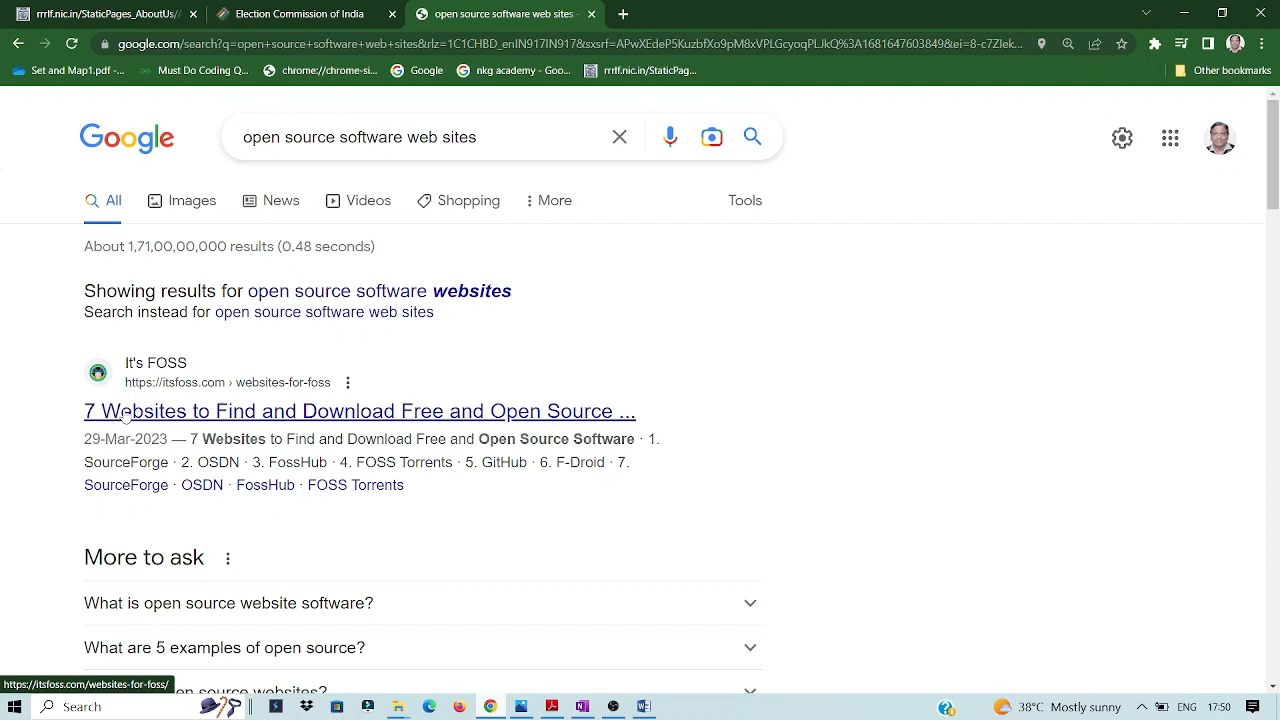 rrrlf.nic.in/StaticPages_AboutUs//
Election Commission of India
open source software web sites -
google.com/search?q=open+source+software+web+sites&rlz=1C1CHBD_enIN917IN917&sxsrf=APwXEdeP5KuzbfXo9pM8xVPLGcyoqPLJkQ%3A1681647603849&ei=8-c7Zlek...
Set and Map1.pdf -...
Must Do Coding Q...
chrome://chrome-si...
Google
nkg academy - Goo...
rrrlf.nic.in/StaticPag...
Other bookmarks
Google
open source software web sites
All
Images
News
Videos
Shopping
More
Tools
About 1,71,00,00,000 results (0.48 seconds)
Showing results for open source software websites
Search instead for open source software web sites
It's FOSS
https://itsfoss.com › websites-for-foss
7 Websites to Find and Download Free and Open Source ...
29-Mar-2023 — 7 Websites to Find and Download Free and Open Source Software · 1.
SourceForge · 2. OSDN · 3. FossHub · 4. FOSS Torrents · 5. GitHub · 6. F-Droid · 7.
SourceForge · OSDN · FossHub · FOSS Torrents
More to ask
What is open source website software?
What are 5 examples of open source?
https://itsfoss.com/websites-for-foss/
open source websites?
Search
38°C Mostly sunny
ENG
17:50